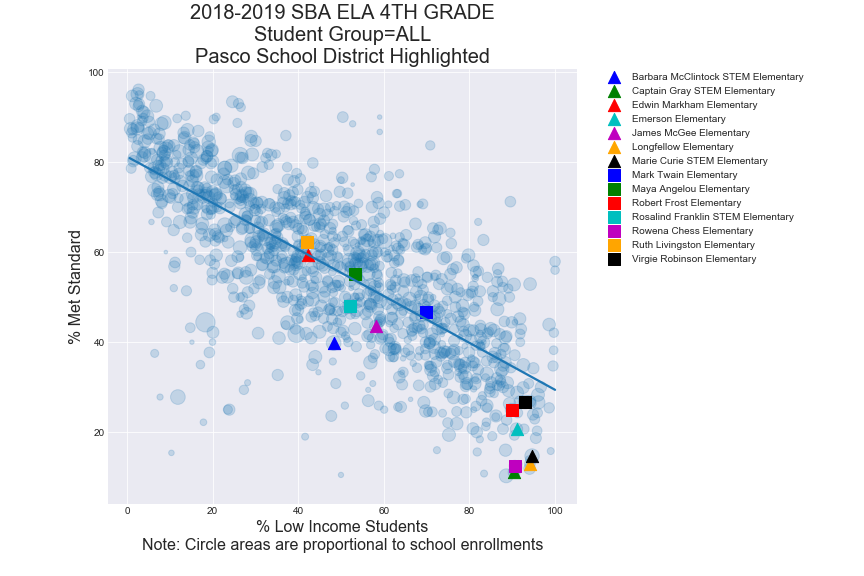 2018-2019 SBA ELA 4TH GRADE
Student Group=ALL
Pasco School District Highlighted
100
80
60
40
20
% Met Standard
0 20 40 60 80 100
% Low Income Students
Note: Circle areas are proportional to school enrollments
Barbara McClintock STEM Elementary
Captain Gray STEM Elementary
Edwin Markham Elementary
Emerson Elementary
James McGee Elementary
Longfellow Elementary
Marie Curie STEM Elementary
Mark Twain Elementary
Maya Angelou Elementary
Robert Frost Elementary
Rosalind Franklin STEM Elementary
Rowena Chess Elementary
Ruth Livingston Elementary
Virgie Robinson Elementary